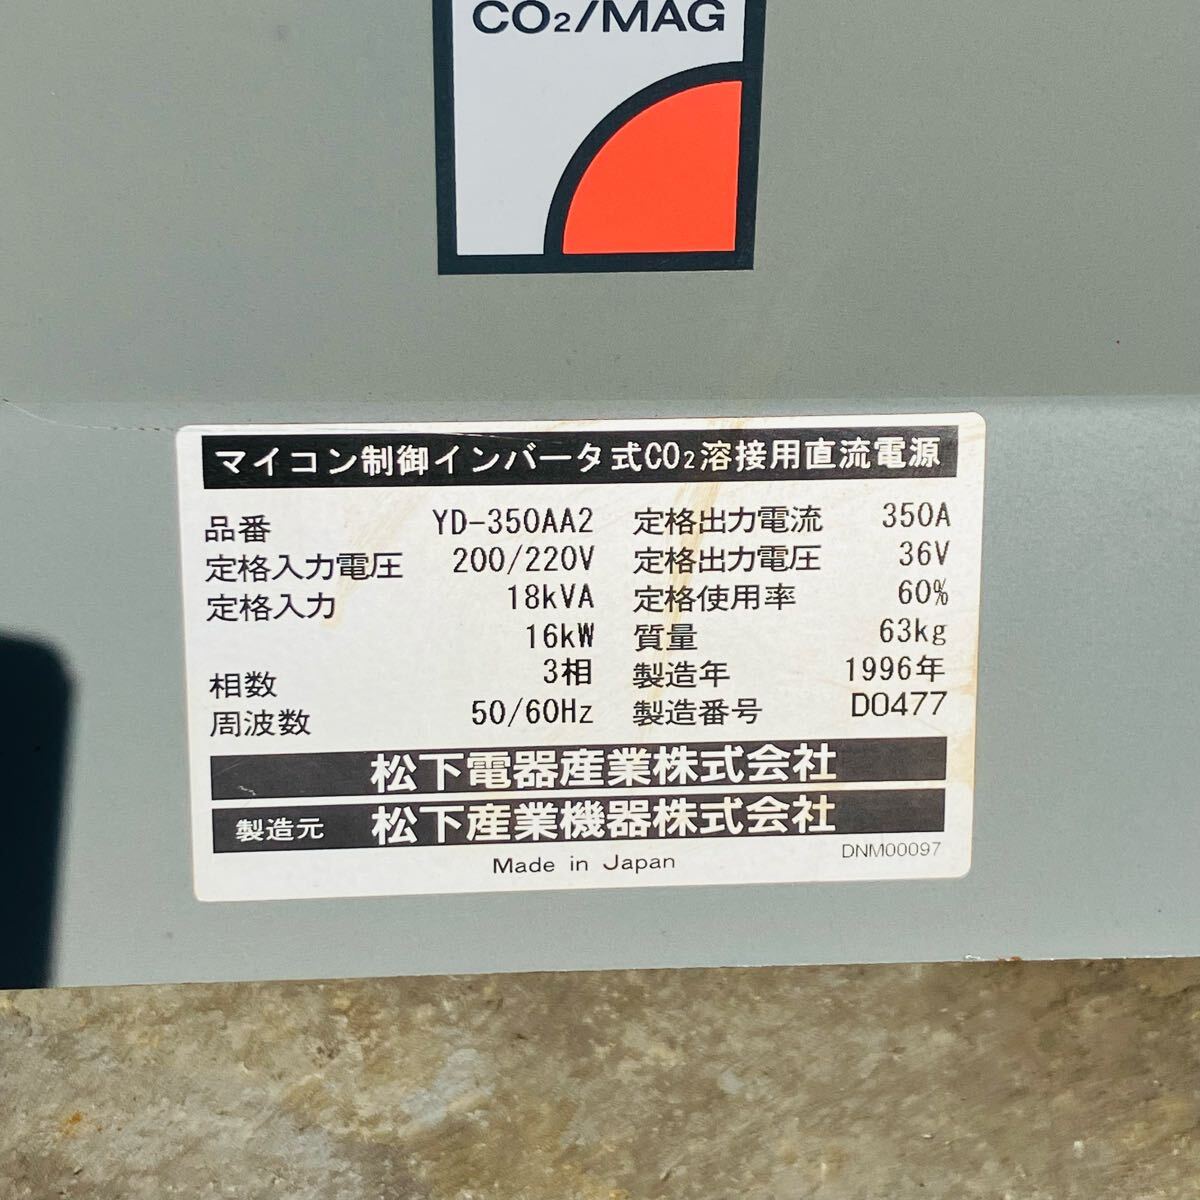 CO₂/MAG
マイコン制御インバータ式CO₂溶接用直流電源
品番 YD-350AA2 定格出力電流 350A
定格入力電圧 200/220V 定格出力電圧 36V
定格入力 18kVA 定格使用率 60%
16kW 質量 63kg
相数 3相 製造年 1996年
周波数 50/60Hz 製造番号 D0477
松下電器産業株式会社
製造元 松下産業機器株式会社
Made in Japan DNM00097